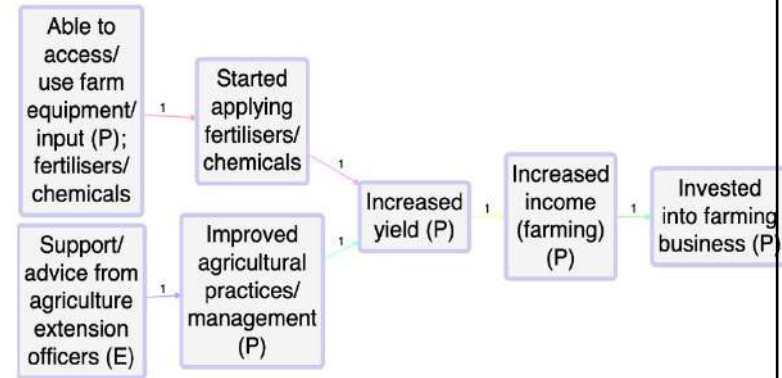 Able to
access/
use farm
equipment/
input (P);
fertilisers/
chemicals
1
Started
applying
fertilisers/
chemicals
1
Support/
advice from
agriculture
extension
officers (E)
1
Improved
agricultural
practices/
management
(P)
1
Increased
yield (P)
1
Increased
income
(farming)
(P)
1
Invested
into farming
business (P)